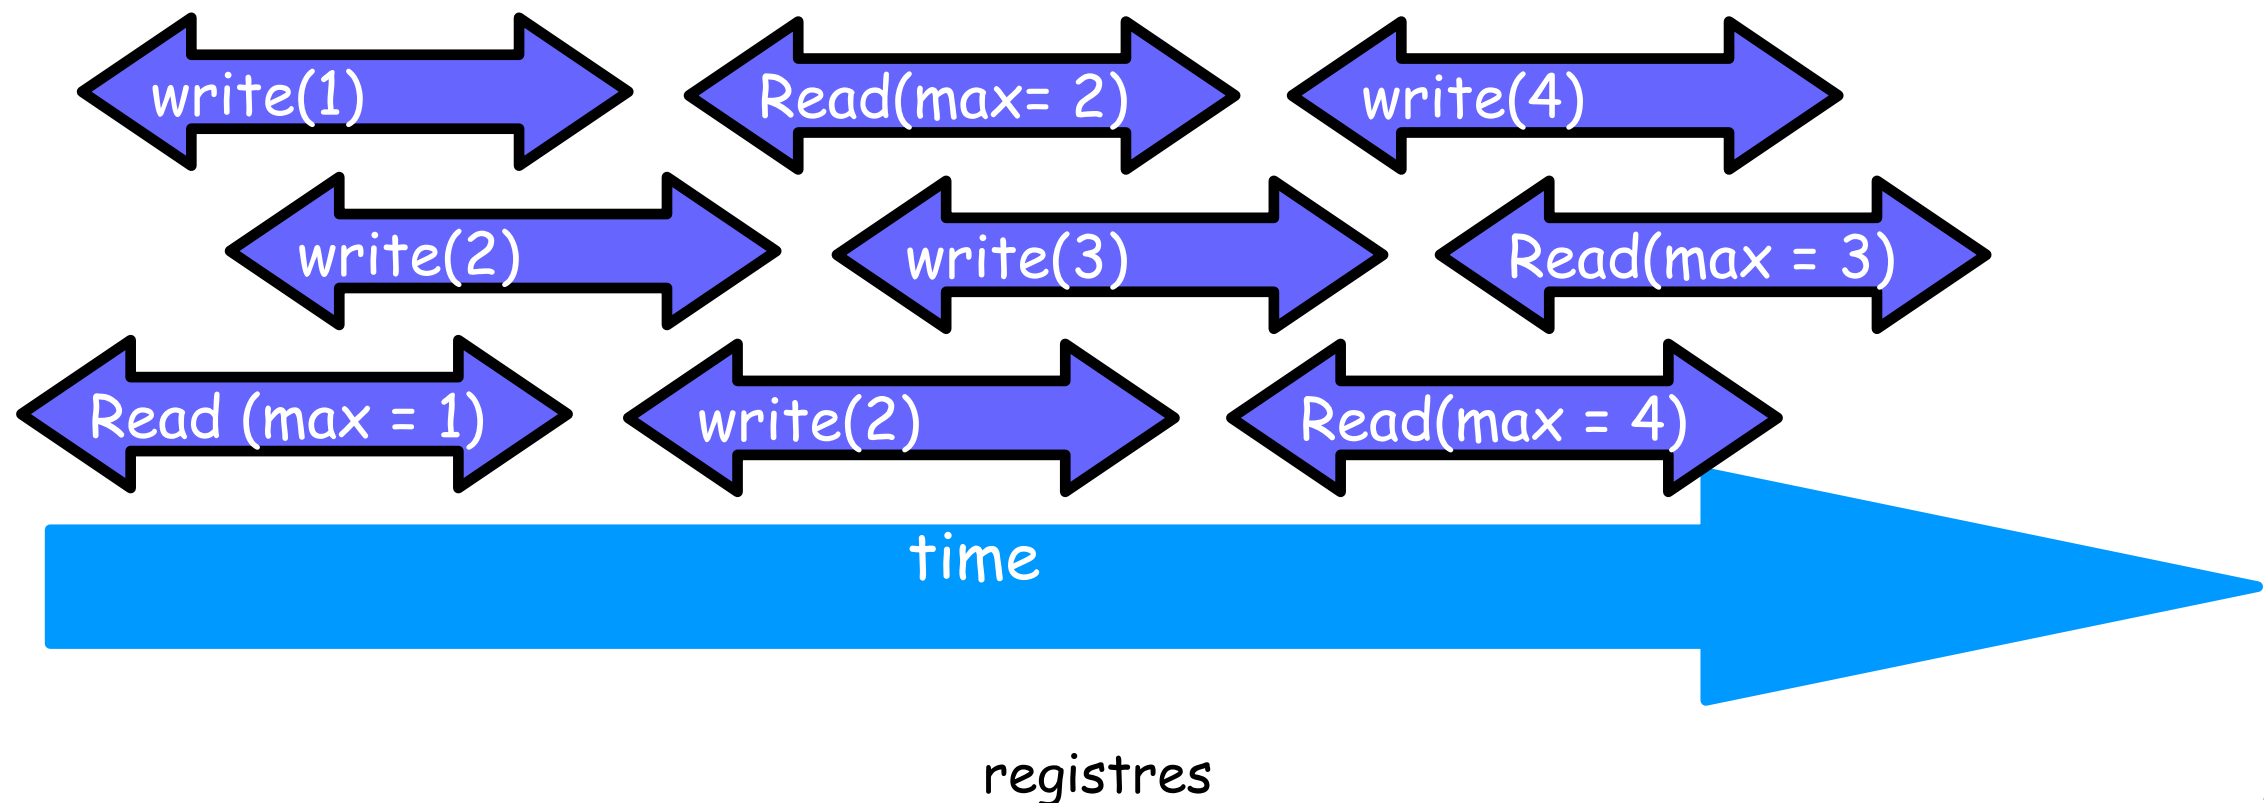 write(1)
Read(max= 2)
write(4)
write(2)
write(3)
Read(max = 3)
Read (max = 1)
write(2)
Read(max = 4)
time
registres